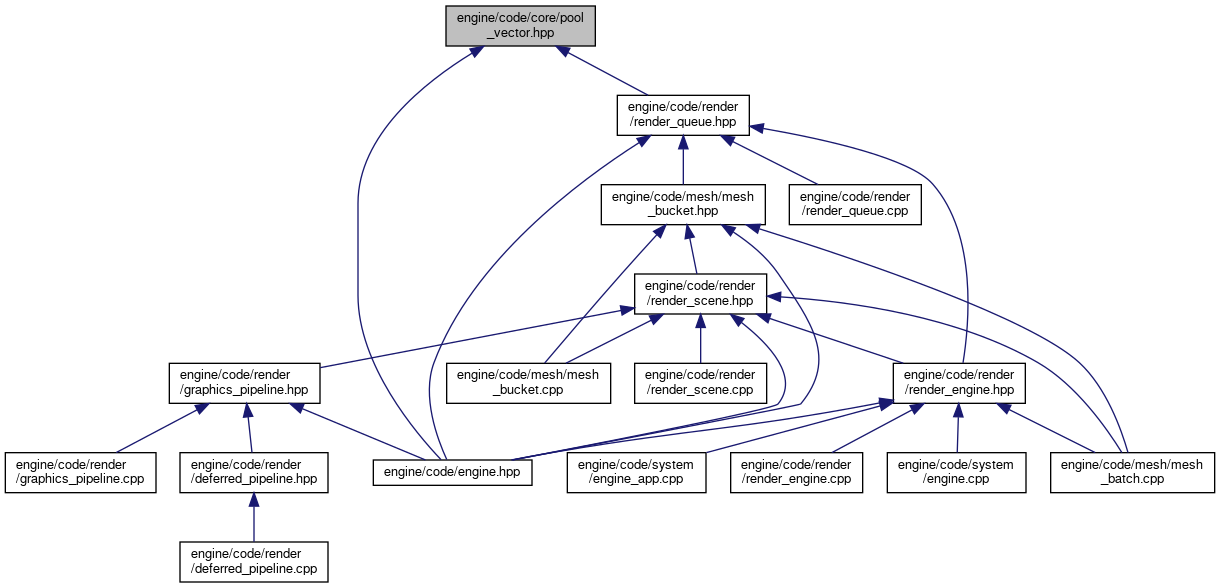 engine/code/core/pool
_vector.hpp
engine/code/render
/render_queue.hpp
engine/code/mesh/mesh
_bucket.hpp
engine/code/render
/render_queue.cpp
engine/code/render
/render_scene.hpp
engine/code/render
/graphics_pipeline.hpp
engine/code/mesh/mesh
_bucket.cpp
engine/code/render
/render_scene.cpp
engine/code/render
/render_engine.hpp
engine/code/render
/graphics_pipeline.cpp
engine/code/render
/deferred_pipeline.hpp
engine/code/engine.hpp
engine/code/system
/engine_app.cpp
engine/code/render
/render_engine.cpp
engine/code/system
/engine.cpp
engine/code/mesh/mesh
_batch.cpp
engine/code/render
/deferred_pipeline.cpp